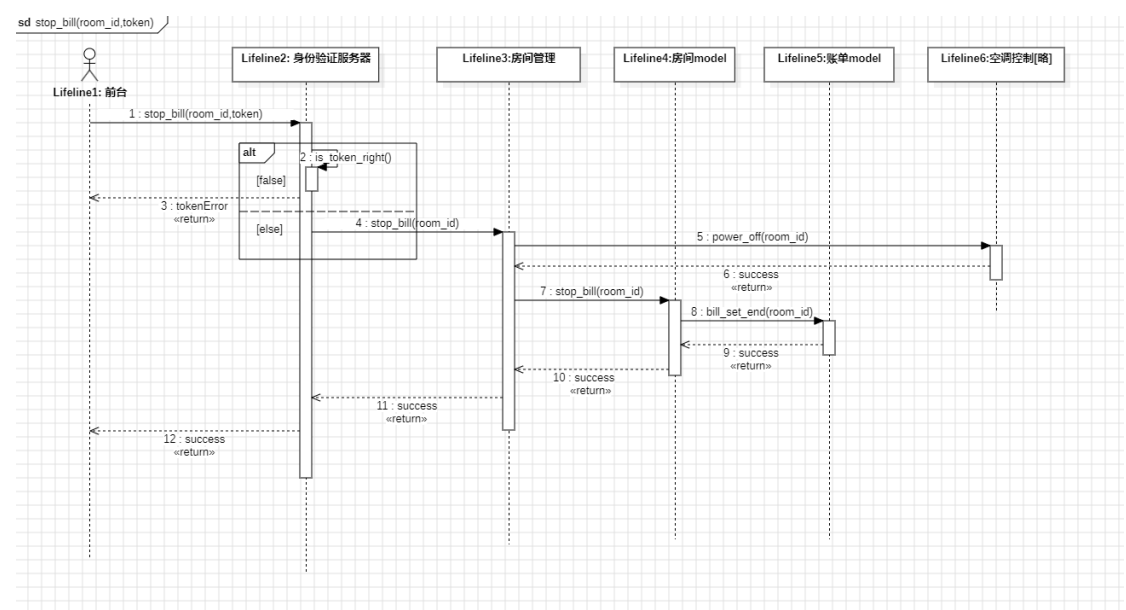 sd stop_bill(room_id,token)
Lifeline1: 前台
Lifeline2: 身份验证服务器
Lifeline3:房间管理
Lifeline4:房间model
Lifeline5:账单model
Lifeline6:空调控制[略]
1 : stop_bill(room_id,token)
alt
2 : is_token_right()
[false]
3 : tokenError
«return»
[else]
4 : stop_bill(room_id)
5 : power_off(room_id)
6 : success
«return»
7 : stop_bill(room_id)
8 : bill_set_end(room_id)
9 : success
«return»
10 : success
«return»
11 : success
«return»
12 : success
«return»